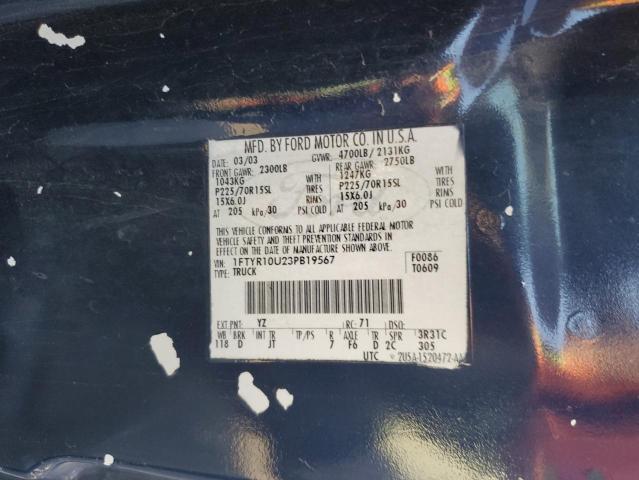 MFD. BY FORD MOTOR CO. IN U.S.A.
DATE: 03/03 GVWR: 4700LB/ 2131KG
FRONT GAWR: 2300LB REAR GAWR: 2750LB
1043KG WITH 1247KG WITH
P225/70R15SL TIRES P225/70R15SL TIRES
15X6.0J RIMS 15X6.0J RIMS
AT 205 kPa/30 PSI COLD AT 205 kPa/30 PSI COLD
THIS VEHICLE CONFORMS TO ALL APPLICABLE FEDERAL MOTOR
VEHICLE SAFETY AND THEFT PREVENTION STANDARDS IN
EFFECT ON THE DATE OF MANUFACTURE SHOWN ABOVE.
VIN: 1FTYR10U23PB19567 F0086
TYPE: TRUCK T0609
EXT PNT: YZ RC: 71 DSO:
WB BRK INT TR TP/PS R AXLE TR SPR 3R31C
118 D JT 7 F6 D 2C 305
UTC